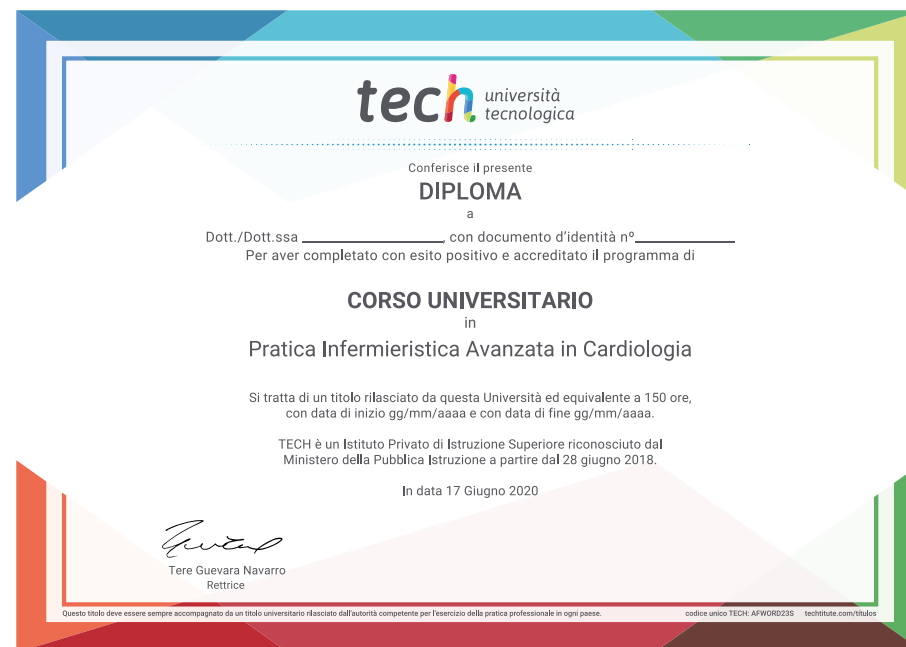 tech università
tecnologica
Conferisce il presente
DIPLOMA
a
Dott./Dott.ssa ________________, con documento d'identità nº____________
Per aver completato con esito positivo e accreditato il programma di
CORSO UNIVERSITARIO
in
Pratica Infermieristica Avanzata in Cardiologia
Si tratta di un titolo rilasciato da questa Università ed equivalente a 150 ore,
con data di inizio gg/mm/aaaa e con data di fine gg/mm/aaaa.
TECH è un Istituto Privato di Istruzione Superiore riconosciuto dal
Ministero della Pubblica Istruzione a partire dal 28 giugno 2018.
In data 17 Giugno 2020
Tere Guevara Navarro
Rettrice
Questo titolo deve essere sempre accompagnato da un titolo universitario rilasciato dall'autorità competente per l'esercizio della pratica professionale in ogni paese. codice unico TECH: AFWORD23S techtitute.com/titulos